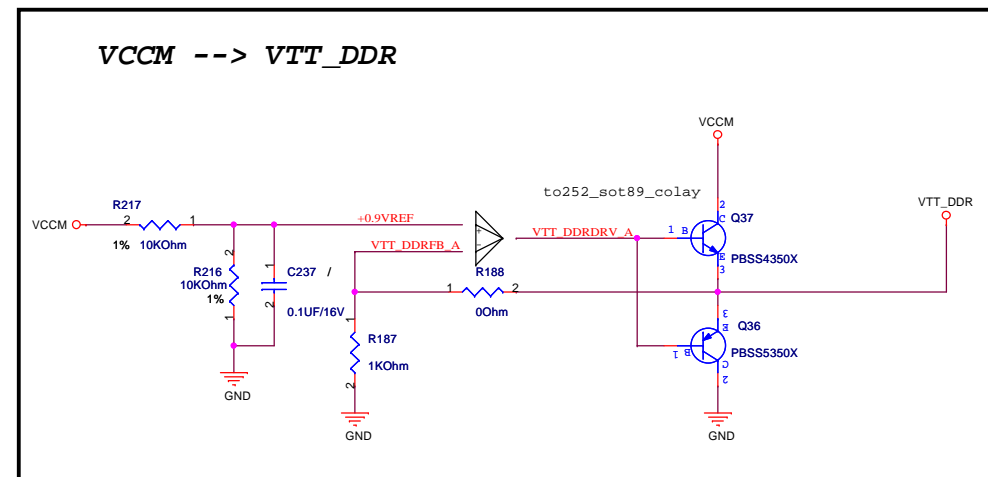 VCCM --> VTT_DDR
VCCM
to252_sot89_colay
R217
VTT_DDR
2
C
Q37
VCCM
2
1
+0.9VREF
+
1% 10KOhm
VTT_DDRFB_A
-
VTT_DDRDRV_A
1
B
E
3
PBSS4350X
2
1
R216
10KOhm
1%
C237 /
R188
1
2
1
2
0.1UF/16V
0Ohm
1
R187
1KOhm
2
3
E
Q36
1
B
PBSS5350X
C
2
GND
GND
GND